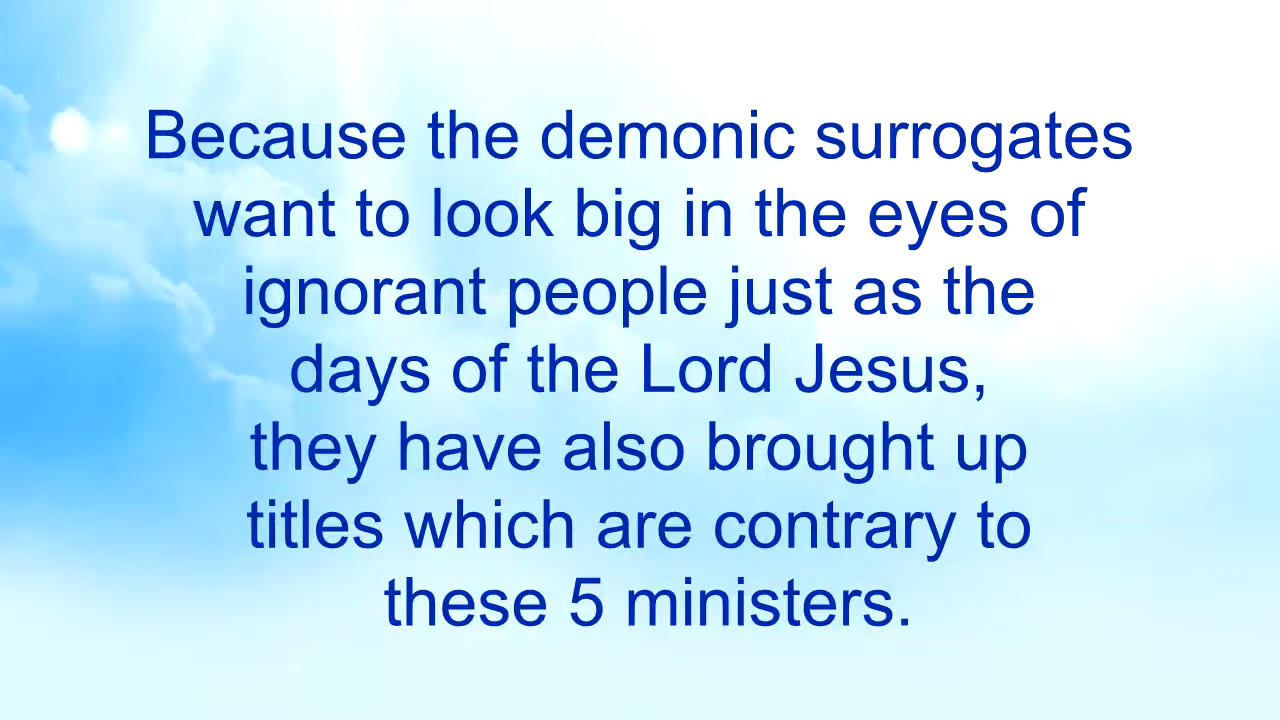 Because the demonic surrogates
want to look big in the eyes of
ignorant people just as the
days of the Lord Jesus,
they have also brought up
titles which are contrary to
these 5 ministers.